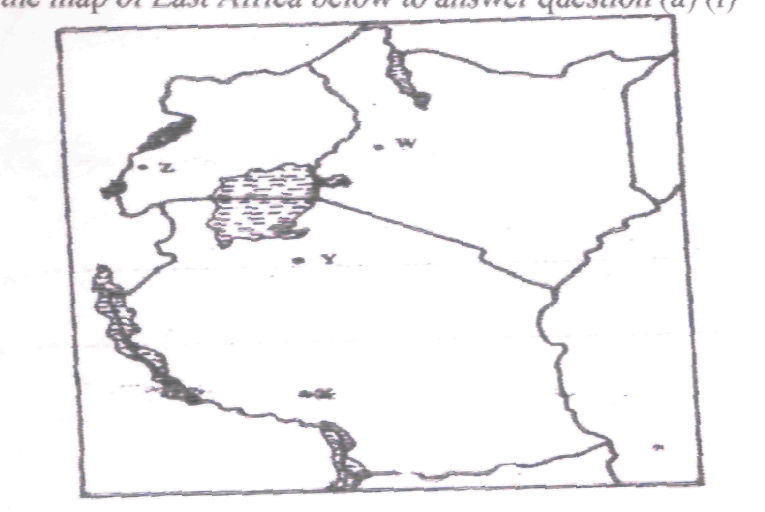 the map of East Africa below to answer question (a) (i)
W
Z
Y